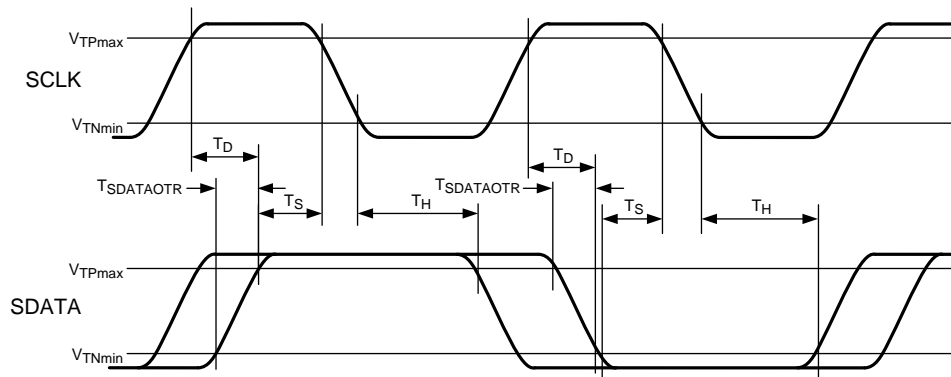 VTPmax
SCLK
VTNmin
TD
TD
TSDATAOTR
TSDATAOTR
TS
TH
TS
TH
VTPmax
SDATA
VTNmin